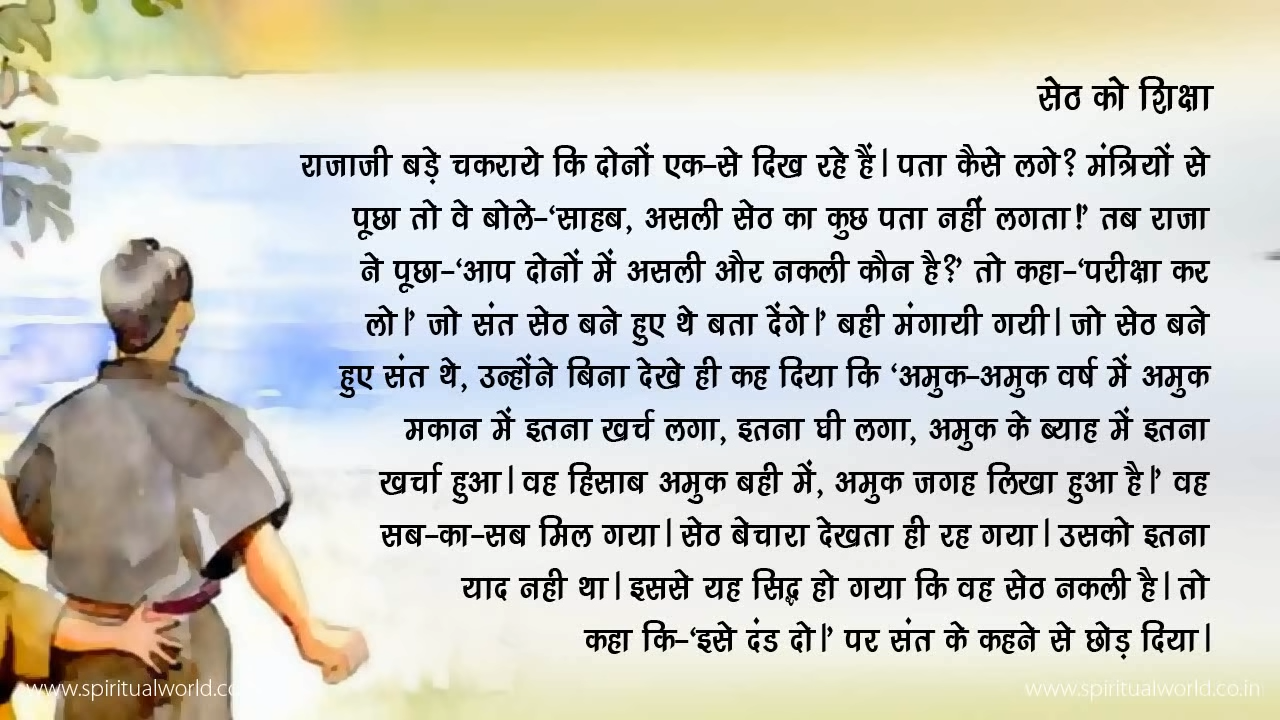 सेठ को शिक्षा
राजाजी बड़े चकराये कि दोनों एक-से दिख रहे हैं। पता कैसे लगे? मंत्रियों से
पूछा तो वे बोले-‘साहब, असली सेठ का कुछ पता नहीं लगता!’ तब राजा
ने पूछा-‘आप दोनों में असली और नकली कौन है?’ तो कहा-‘परीक्षा कर
लो।’ जो संत सेठ बने हुए थे बता देंगे।’ बही मंगायी गयी। जो सेठ बने
हुए संत थे, उन्होंने बिना देखे ही कह दिया कि ‘अमुक-अमुक वर्ष में अमुक
मकान में इतना खर्च लगा, इतना घी लगा, अमुक के ब्याह में इतना
खर्चा हुआ। वह हिसाब अमुक बही में, अमुक जगह लिखा हुआ है।’ वह
सब-का-सब मिल गया। सेठ बेचारा देखता ही रह गया। उसको इतना
याद नही था। इससे यह सिद्ध हो गया कि वह सेठ नकली है। तो
कहा कि-‘इसे दंड दो।’ पर संत के कहने से छोड़ दिया।
www.spiritualworld.co
www.spiritualworld.co.in